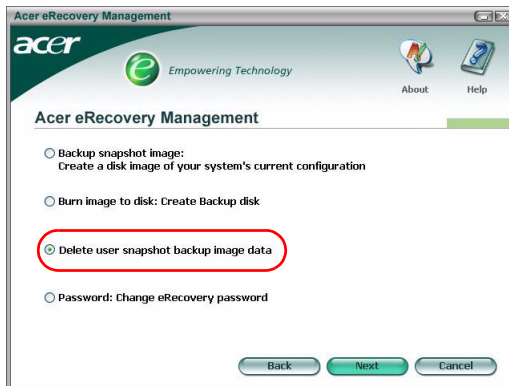 Acer eRecovery Management
acer
e Empowering Technology
About
Help
Acer eRecovery Management
Backup snapshot image:
Create a disk image of your system's current configuration
Burn image to disk: Create Backup disk
Delete user snapshot backup image data
Password: Change eRecovery password
Back
Next
Cancel